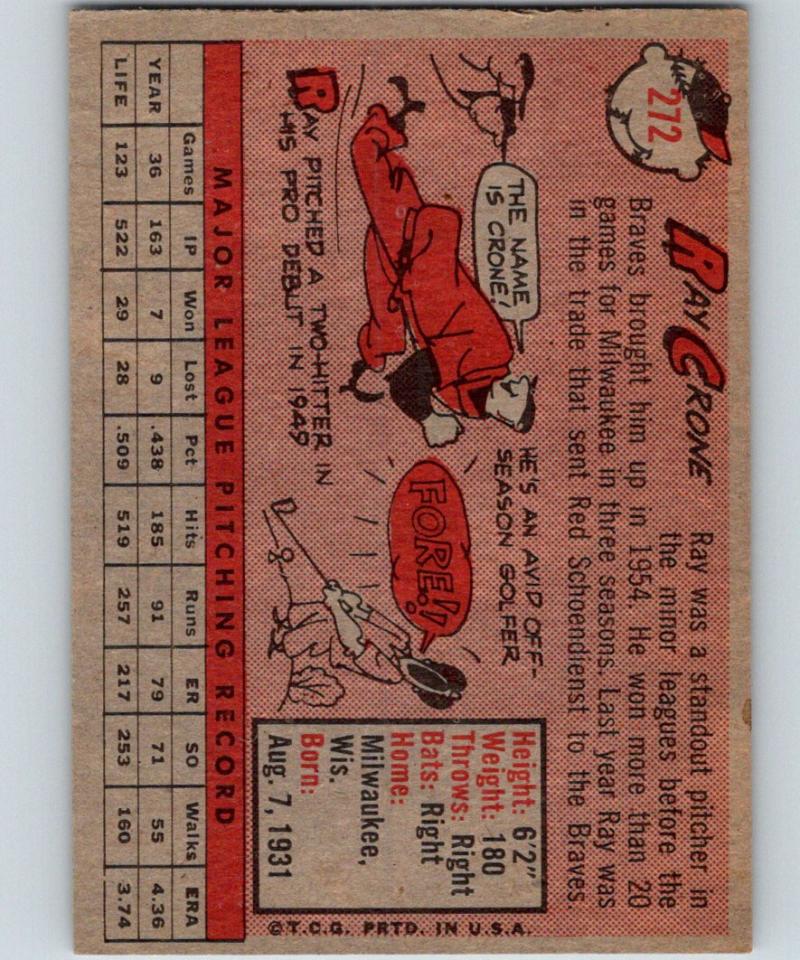 272
RAY CRONE
Ray was a standout pitcher in
the minor leagues before the
Braves brought him up in 1954. He won more than 20
games for Milwaukee in three seasons. Last year Ray was
in the trade that sent Red Schoendienst to the Braves.
THE NAME
IS CRONE!
RAY PITCHED A TWO-HITTER IN
HIS PRO DEBUT IN 1949
HE'S AN AVID OFF-
SEASON GOLFER
FORE!!
Height: 6'2"
Weight: 180
Throws: Right
Bats: Right
Home:
Milwaukee,
Wis.
Born:
Aug. 7, 1931
MAJOR LEAGUE PITCHING RECORD
Games IP Won Lost Pct Hits Runs ER SO Walks ERA
YEAR 36 163 7 9 .438 185 91 79 71 55 4.36
LIFE 123 522 29 28 .509 519 257 217 253 160 3.74
©T.C.G. PRTD. IN U.S.A.